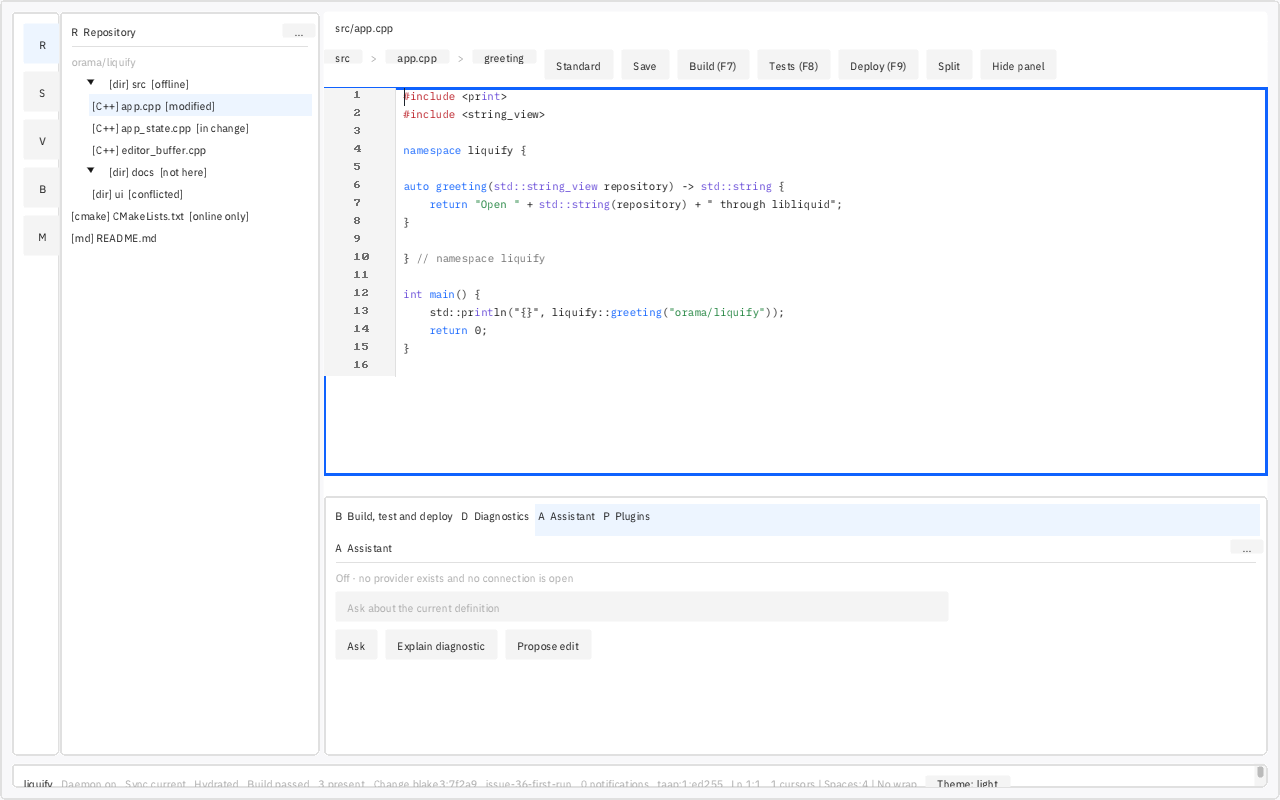 R
S
V
B
M
R Repository
...
orama/liquify
▼ [dir] src [offline]
[C++] app.cpp [modified]
[C++] app_state.cpp [in change]
[C++] editor_buffer.cpp
▼ [dir] docs [not here]
[dir] ui [conflicted]
[cmake] CMakeLists.txt [online only]
[md] README.md
src/app.cpp
src > app.cpp > greeting Standard Save Build (F7) Tests (F8) Deploy (F9) Split Hide panel
1 #include <print>
2 #include <string_view>
3
4 namespace liquify {
5
6 auto greeting(std::string_view repository) -> std::string {
7 return "Open " + std::string(repository) + " through libliquid";
8 }
9
10 } // namespace liquify
11
12 int main() {
13 std::println("{}", liquify::greeting("orama/liquify"));
14 return 0;
15 }
16
B Build, test and deploy D Diagnostics A Assistant P Plugins
A Assistant ...
Off - no provider exists and no connection is open
Ask about the current definition
Ask Explain diagnostic Propose edit
liquify Daemon on Sync current Hydrated Build passed 3 present Change blake3:7f2a9 issue-36-first-run 0 notifications taap:1:ed255 Ln 1:1 1 cursors | Spaces:4 | No wrap Theme: light